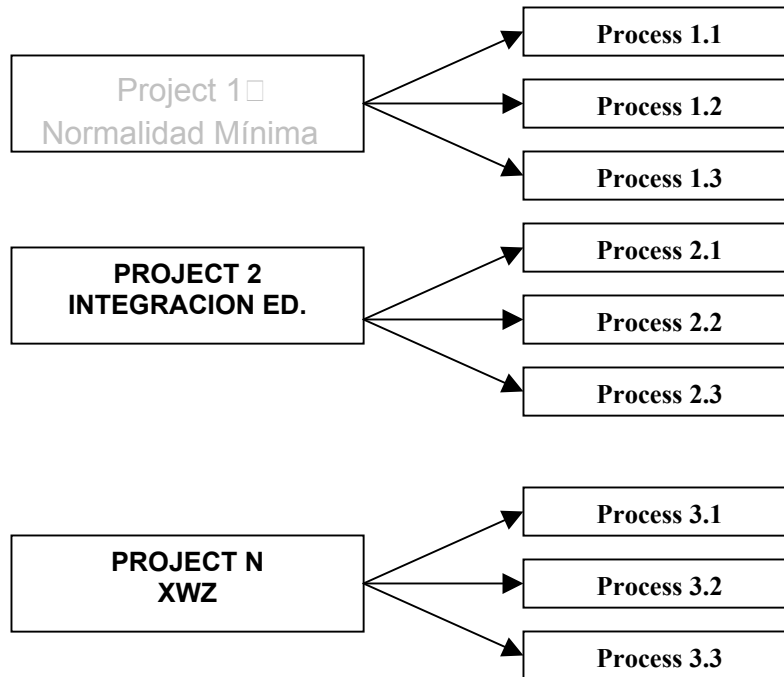 Project 1
Normalidad Mínima
Process 1.1
Process 1.2
Process 1.3
PROJECT 2
INTEGRACION ED.
Process 2.1
Process 2.2
Process 2.3
PROJECT N
XWZ
Process 3.1
Process 3.2
Process 3.3